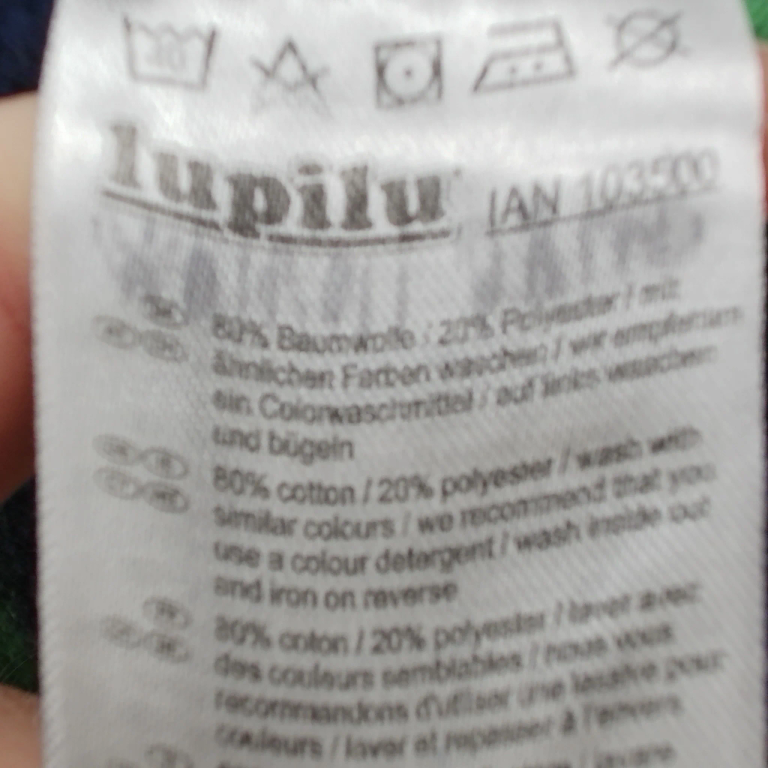 40
lupilu IAN 103500
80% Baumwolle / 20% Polyester / mit
ähnlichen Farben waschen / wir empfehlen
ein Colorwaschmittel / auf links waschen
und bügeln
80% cotton / 20% polyester / wash with
similar colours / we recommend that you
use a colour detergent / wash inside out
and iron on reverse
80% coton / 20% polyester / laver avec
des couleurs semblables / nous vous
recommandons d'utiliser une lessive pour
couleurs / laver et repasser à l'envers